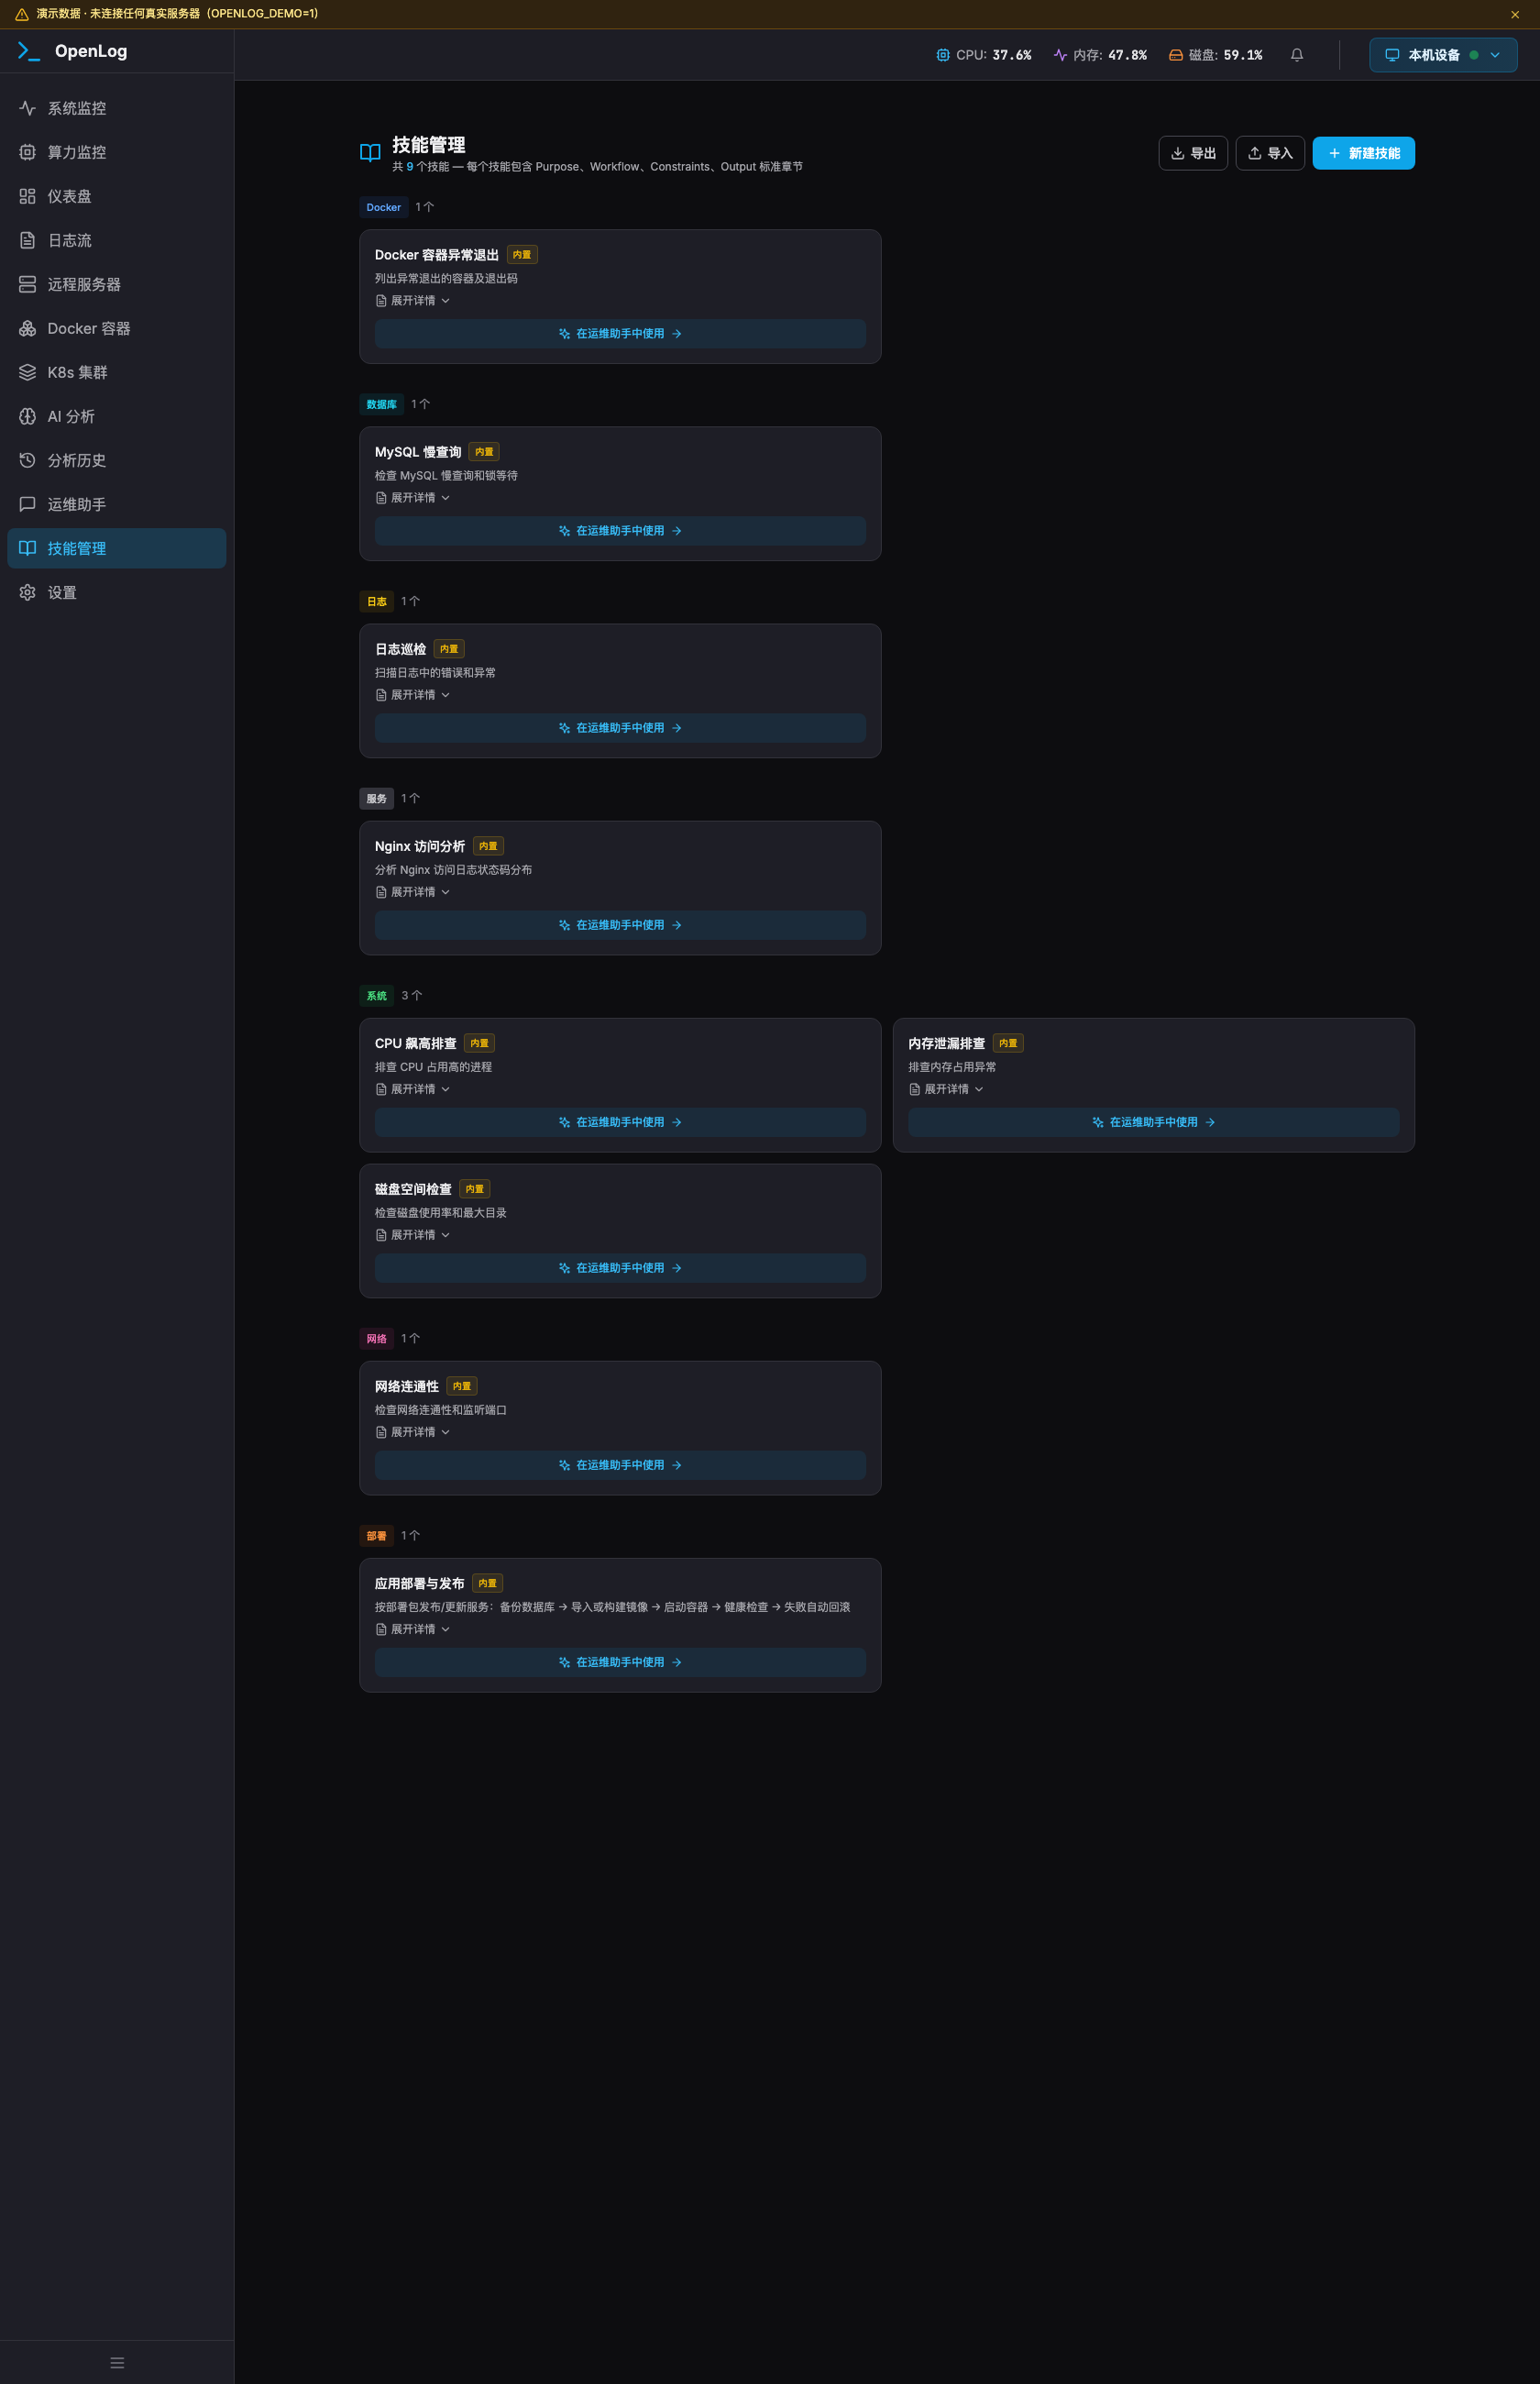 演示数据 · 未连接任何真实服务器（OPENLOG_DEMO=1）
OpenLog
CPU: 37.6% 内存: 47.8% 磁盘: 59.1% 本机设备
系统监控
算力监控
仪表盘
日志流
远程服务器
Docker 容器
K8s 集群
AI 分析
分析历史
运维助手
技能管理
设置
技能管理
共 9 个技能 — 每个技能包含 Purpose、Workflow、Constraints、Output 标准章节
导出 导入 新建技能
Docker 1 个
Docker 容器异常退出 内置
列出异常退出的容器及退出码
展开详情
在运维助手中使用 →
数据库 1 个
MySQL 慢查询 内置
检查 MySQL 慢查询和锁等待
展开详情
在运维助手中使用 →
日志 1 个
日志巡检 内置
扫描日志中的错误和异常
展开详情
在运维助手中使用 →
服务 1 个
Nginx 访问分析 内置
分析 Nginx 访问日志状态码分布
展开详情
在运维助手中使用 →
系统 3 个
CPU 飙高排查 内置
排查 CPU 占用高的进程
展开详情
在运维助手中使用 →
内存泄漏排查 内置
排查内存占用异常
展开详情
在运维助手中使用 →
磁盘空间检查 内置
检查磁盘使用率和最大目录
展开详情
在运维助手中使用 →
网络 1 个
网络连通性 内置
检查网络连通性和监听端口
展开详情
在运维助手中使用 →
部署 1 个
应用部署与发布 内置
按部署包发布/更新服务：备份数据库 → 导入或构建镜像 → 启动容器 → 健康检查 → 失败自动回滚
展开详情
在运维助手中使用 →